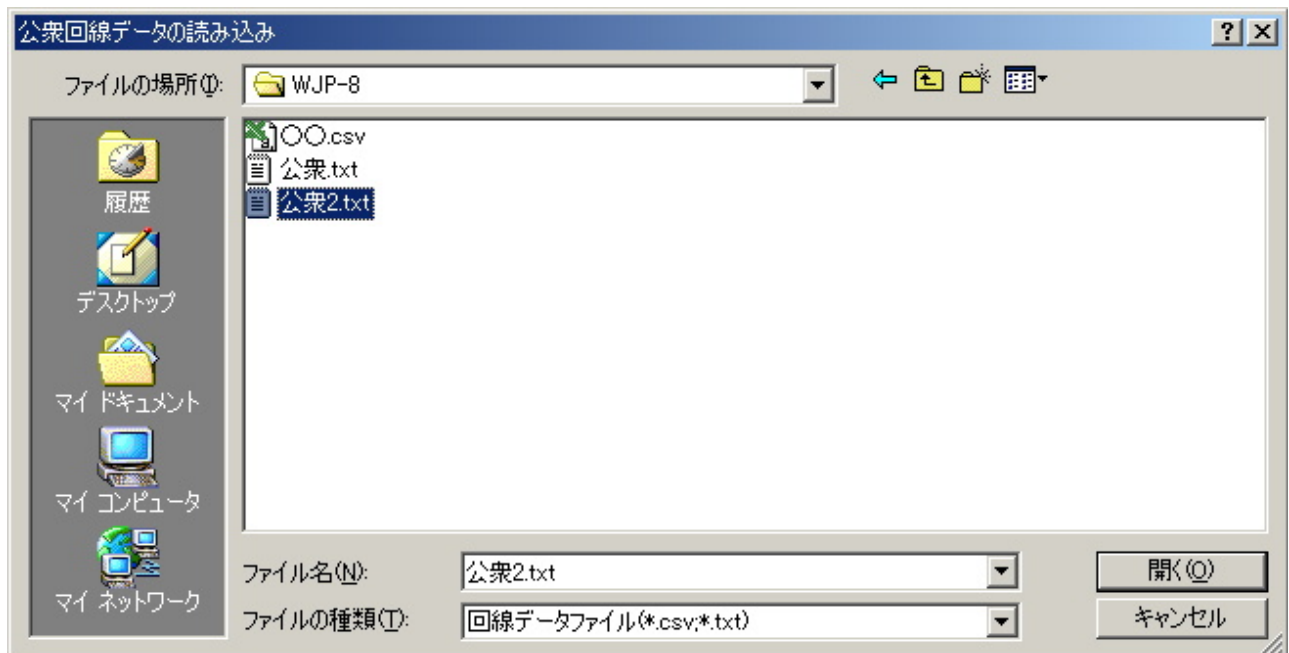 公衆回線データの読み込み
ファイルの場所(I):
WJP-8
〇〇.csv
公衆.txt
公衆2.txt
履歴
デスクトップ
マイ ドキュメント
マイ コンピュータ
マイ ネットワーク
ファイル名(N):
公衆2.txt
開く(O)
ファイルの種類(T):
回線データファイル(*.csv;*.txt)
キャンセル